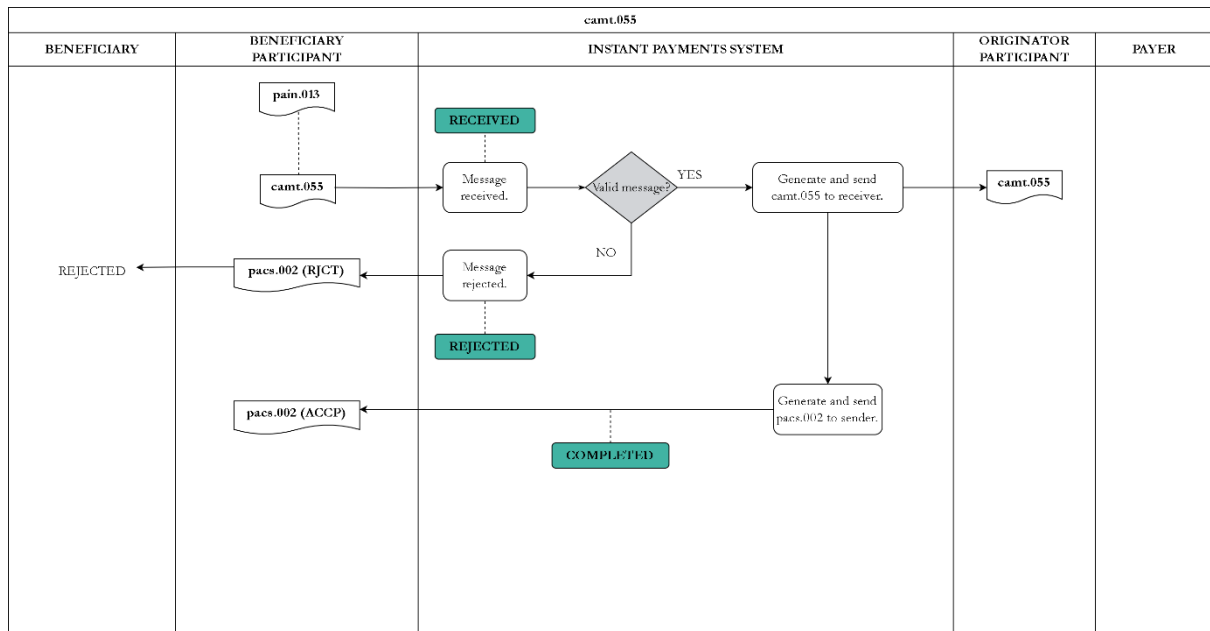 camt.055
BENEFICIARY
BENEFICIARY
PARTICIPANT
INSTANT PAYMENTS SYSTEM
ORIGINATOR
PARTICIPANT
PAYER
pain.013
RECEIVED
camt.055
Message
received.
Valid message?
YES
Generate and send
camt.055 to receiver.
camt.055
NO
REJECTED
pacs.002 (RJCT)
Message
rejected.
REJECTED
pacs.002 (ACCP)
Generate and send
pacs.002 to sender.
COMPLETED